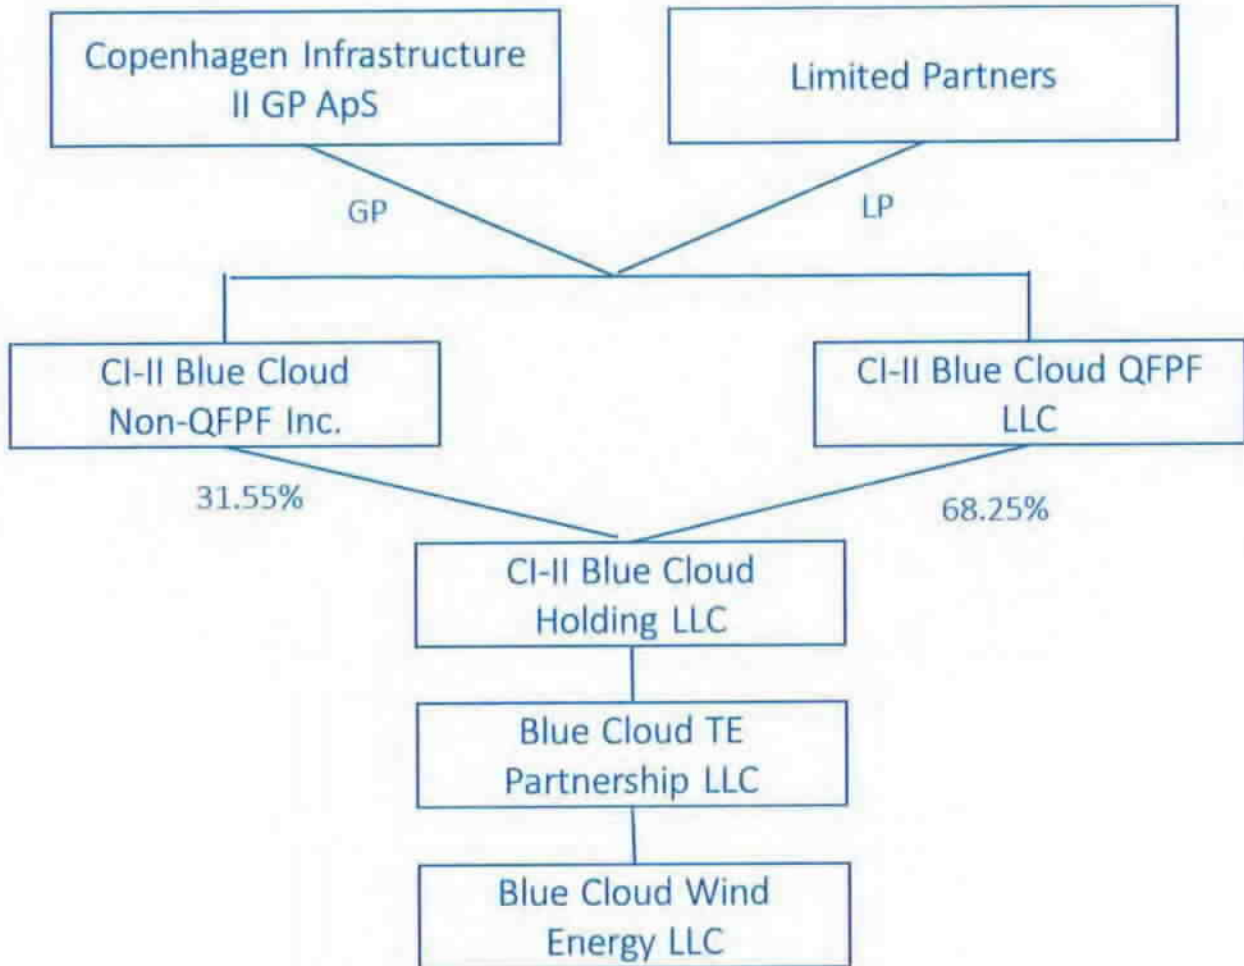 Copenhagen Infrastructure
II GP ApS
Limited Partners
GP
LP
CI-II Blue Cloud
Non-QFPF Inc.
CI-II Blue Cloud QFPF
LLC
31.55%
68.25%
CI-II Blue Cloud
Holding LLC
Blue Cloud TE
Partnership LLC
Blue Cloud Wind
Energy LLC